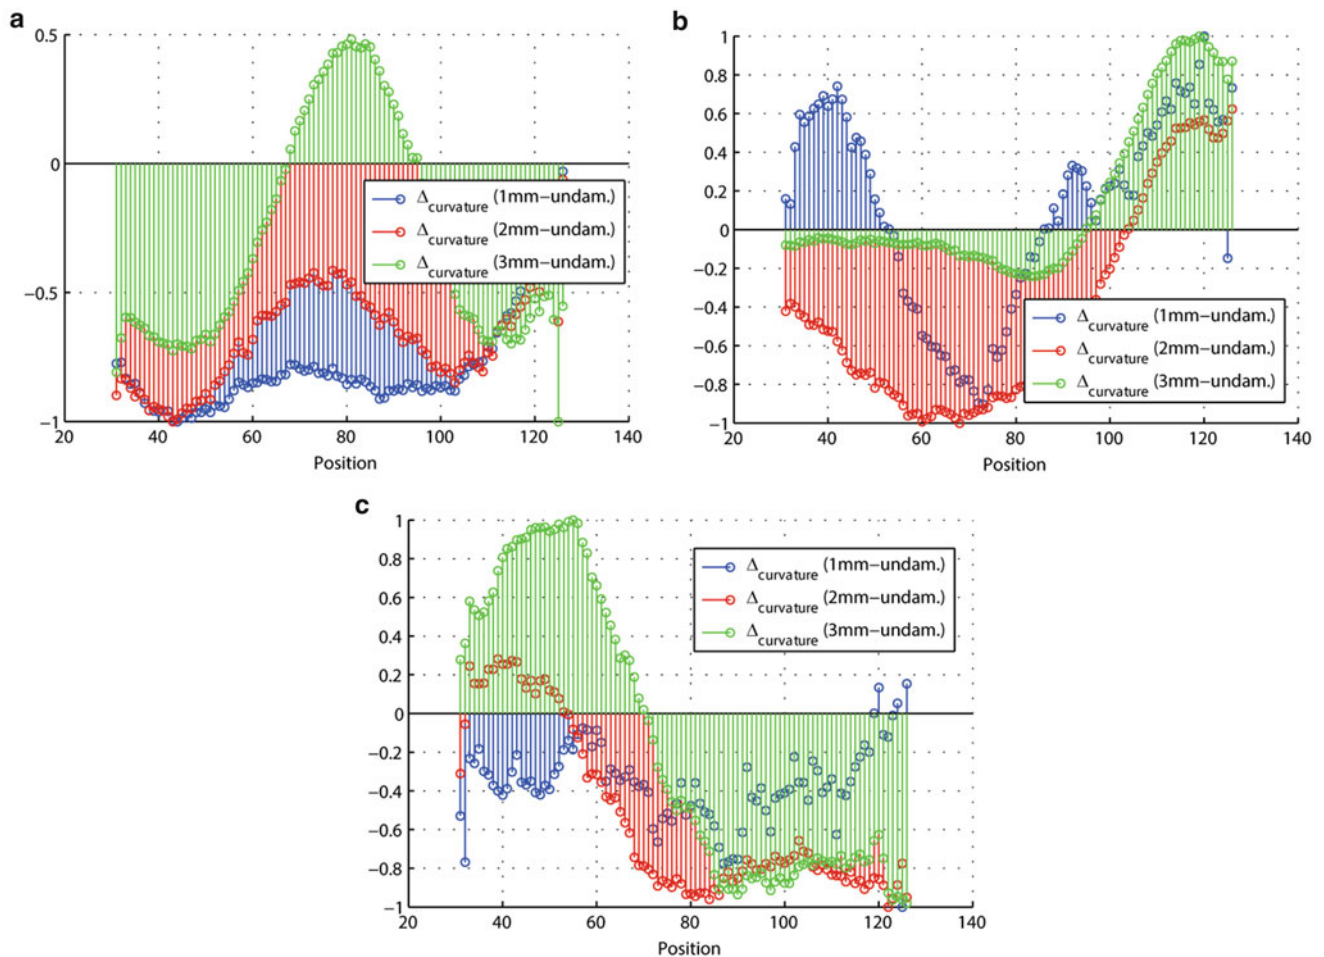 a
0.5
0
−0.5
−1
20 40 60 80 100 120 140
Position
Δcurvature (1mm−undam.)
Δcurvature (2mm−undam.)
Δcurvature (3mm−undam.)
b
1
0.8
0.6
0.4
0.2
0
−0.2
−0.4
−0.6
−0.8
−1
20 40 60 80 100 120 140
Position
Δcurvature (1mm−undam.)
Δcurvature (2mm−undam.)
Δcurvature (3mm−undam.)
c
1
0.8
0.6
0.4
0.2
0
−0.2
−0.4
−0.6
−0.8
−1
20 40 60 80 100 120 140
Position
Δcurvature (1mm−undam.)
Δcurvature (2mm−undam.)
Δcurvature (3mm−undam.)